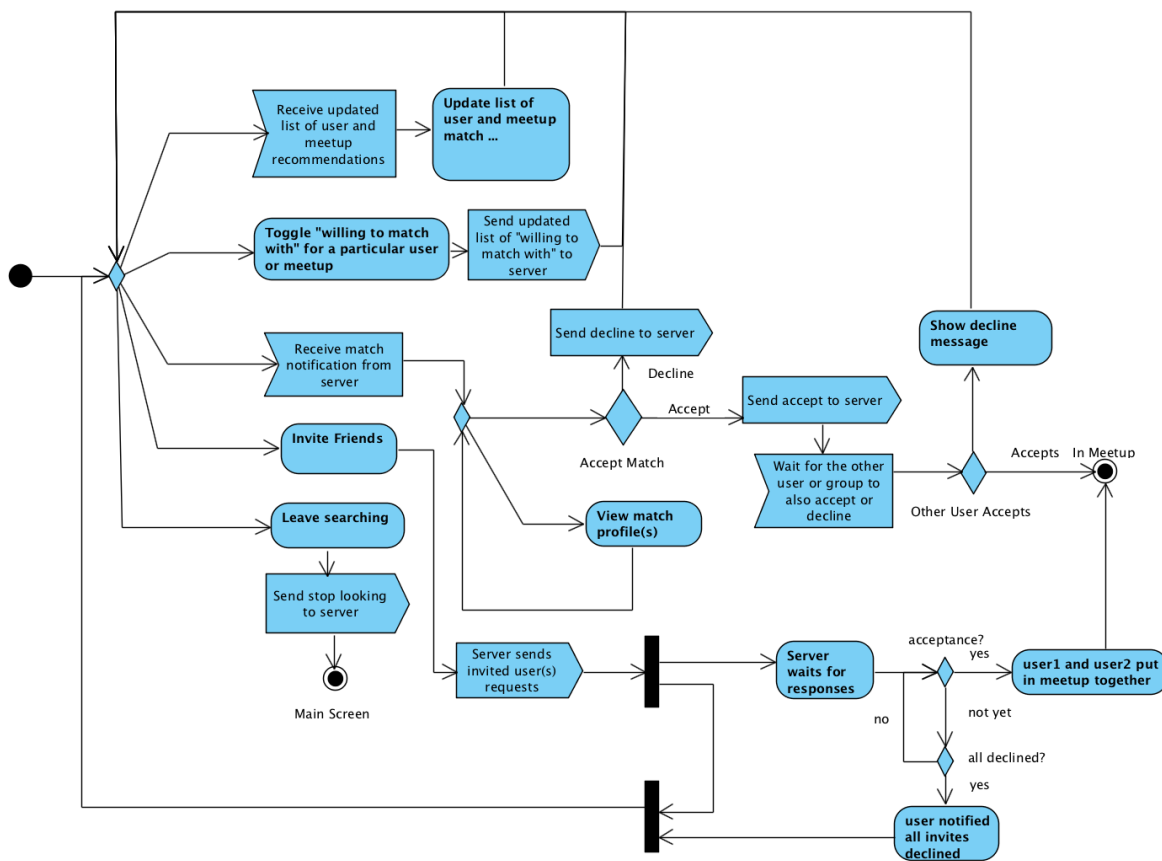 Receive updated
list of user and
meetup
recommendations
Update list of
user and meetup
match ...
Toggle "willing to match
with" for a particular user
or meetup
Send updated
list of "willing to
match with" to
server
Receive match
notification from
server
Send decline to server
Decline
Show decline
message
Accept
Accept Match
Send accept to server
Wait for the other
user or group to
also accept or
decline
Accepts
In Meetup
Other User Accepts
Invite Friends
View match
profile(s)
Leave searching
Send stop looking
to server
Main Screen
Server sends
invited user(s)
requests
Server
waits for
responses
acceptance?
yes
user1 and user2 put
in meetup together
no
not yet
all declined?
yes
user notified
all invites
declined